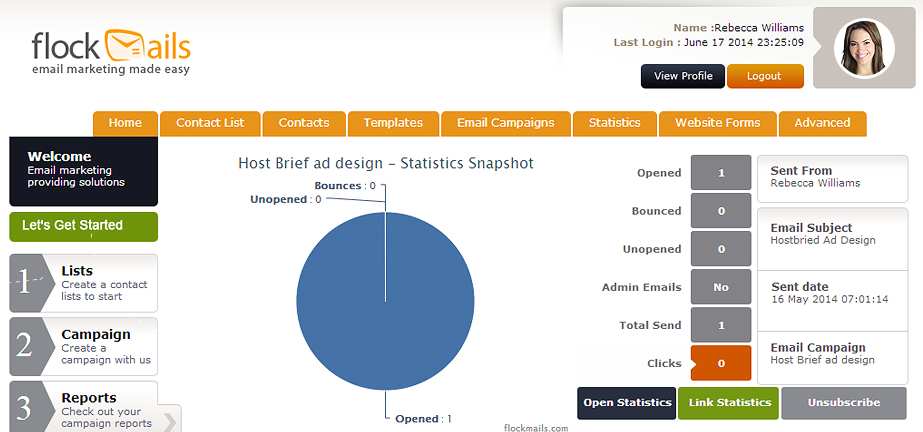 flock mails
email marketing made easy
Name :Rebecca Williams
Last Login : June 17 2014 23:25:09
View Profile
Logout
Home
Contact List
Contacts
Templates
Email Campaigns
Statistics
Website Forms
Advanced
Welcome
Email marketing
providing solutions
Let's Get Started
1
Lists
Create a contact
lists to start
2
Campaign
Create a
campaign with us
3
Reports
Check out your
campaign reports
Host Brief ad design – Statistics Snapshot
Bounces : 0
Unopened : 0
Opened : 1
Opened 1
Bounced 0
Unopened 0
Admin Emails No
Total Send 1
Clicks 0
Sent From
Rebecca Williams
Email Subject
Hostbried Ad Design
Sent date
16 May 2014 07:01:14
Email Campaign
Host Brief ad design
Open Statistics
Link Statistics
Unsubscribe
flockmails.com